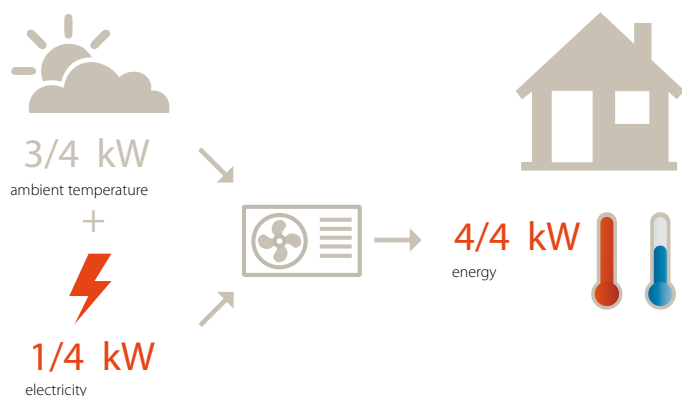 3/4 kW
ambient temperature
+
1/4 kW
electricity
4/4 kW
energy